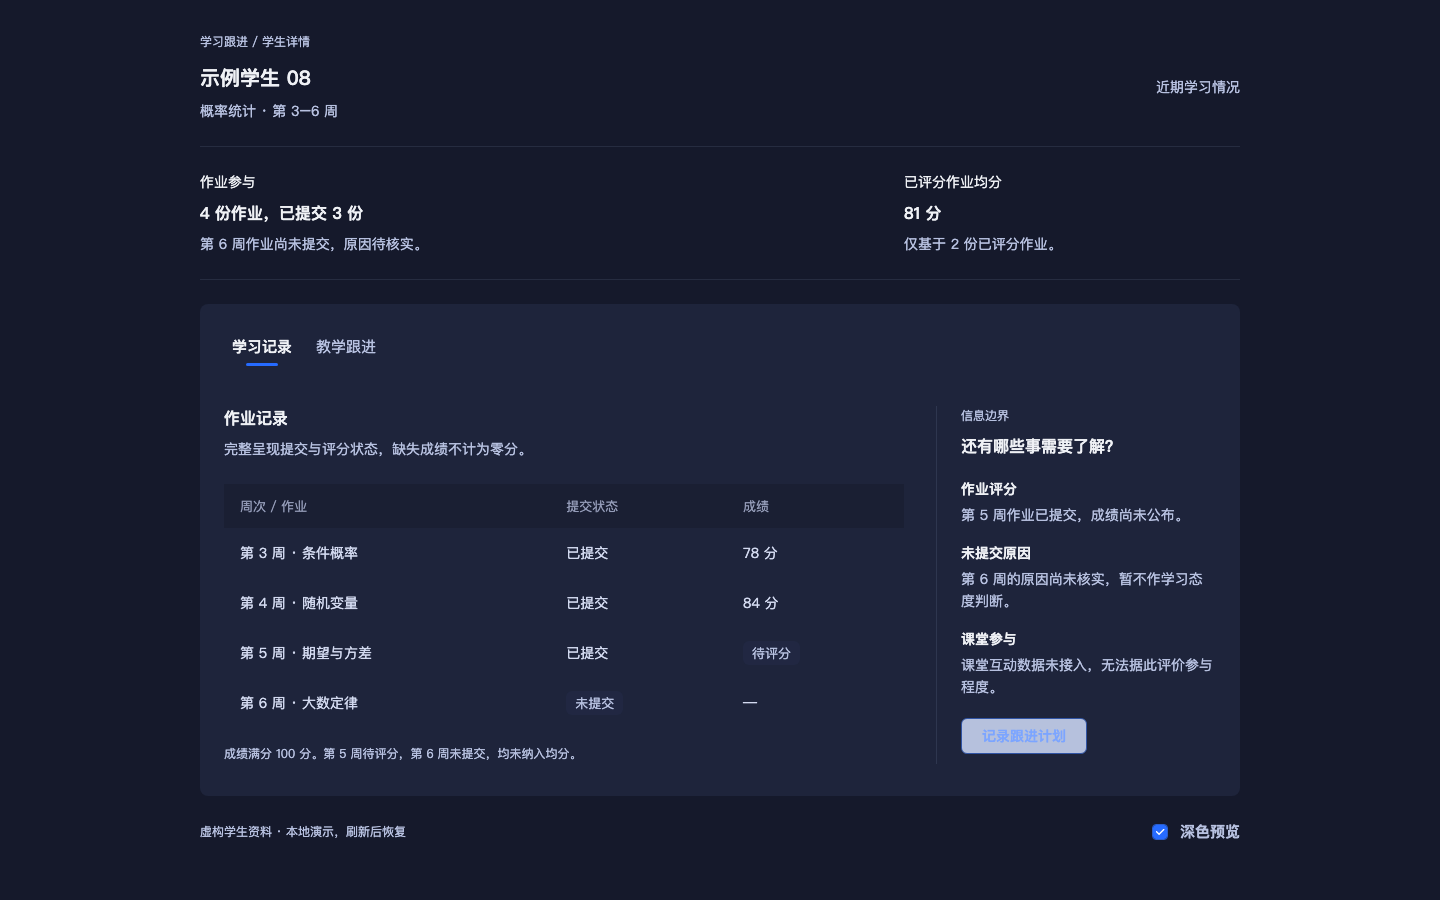 学习跟进 / 学生详情
示例学生 08
概率统计 · 第 3–6 周
近期学习情况
作业参与
4 份作业，已提交 3 份
第 6 周作业尚未提交，原因待核实。
已评分作业均分
81 分
仅基于 2 份已评分作业。
学习记录 教学跟进
作业记录
完整呈现提交与评分状态，缺失成绩不计为零分。
周次 / 作业 提交状态 成绩
第 3 周 · 条件概率 已提交 78 分
第 4 周 · 随机变量 已提交 84 分
第 5 周 · 期望与方差 已提交 待评分
第 6 周 · 大数定律 未提交 —
成绩满分 100 分。第 5 周待评分，第 6 周未提交，均未纳入均分。
信息边界
还有哪些事需要了解？
作业评分
第 5 周作业已提交，成绩尚未公布。
未提交原因
第 6 周的原因尚未核实，暂不作学习态
度判断。
课堂参与
课堂互动数据未接入，无法据此评价参与
程度。
记录跟进计划
虚构学生资料 · 本地演示，刷新后恢复
深色预览